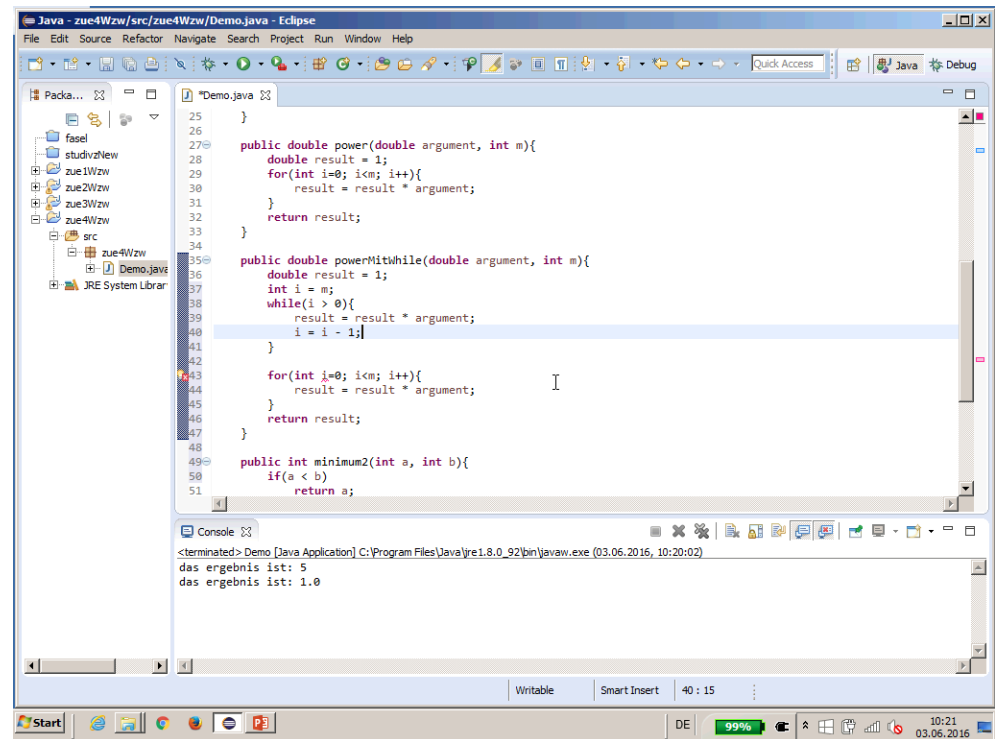 Java - zue4Wzw/src/zue4Wzw/Demo.java - Eclipse
File Edit Source Refactor Navigate Search Project Run Window Help
Quick Access Java Debug
Packa...
fasel
studivzNew
zue1Wzw
zue2Wzw
zue3Wzw
zue4Wzw
src
zue4Wzw
Demo.java
JRE System Librar
*Demo.java
25 }
26
27 public double power(double argument, int m){
28 double result = 1;
29 for(int i=0; i<m; i++){
30 result = result * argument;
31 }
32 return result;
33 }
34
35 public double powerMitWhile(double argument, int m){
36 double result = 1;
37 int i = m;
38 while(i > 0){
39 result = result * argument;
40 i = i - 1;
41 }
42
43 for(int i=0; i<m; i++){
44 result = result * argument;
45 }
46 return result;
47 }
48
49 public int minimum2(int a, int b){
50 if(a < b)
51 return a;
Console
<terminated> Demo [Java Application] C:\Program Files\Java\jre1.8.0_92\bin\javaw.exe (03.06.2016, 10:20:02)
das ergebnis ist: 5
das ergebnis ist: 1.0
Writable Smart Insert 40 : 15
Start DE 99% 10:21
03.06.2016